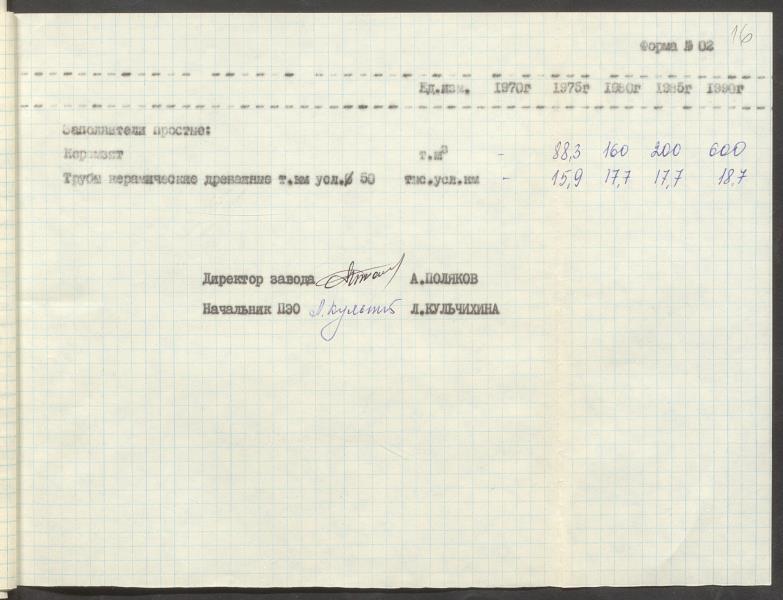 16
Форма № 02
Ед.изм. 1970г 1975г 1980г 1985г 1990г
Заполнители простые:
Керамзит т.м³ - 88,3 160 200 600
Трубы керамические дренажные т.км усл.∅ 50 тыс.усл.км - 15,9 17,7 17,7 18,7
Директор завода А.ПОЛЯКОВ
Начальник ПЭО Л.Кульчих Л.КУЛЬЧИХИНА